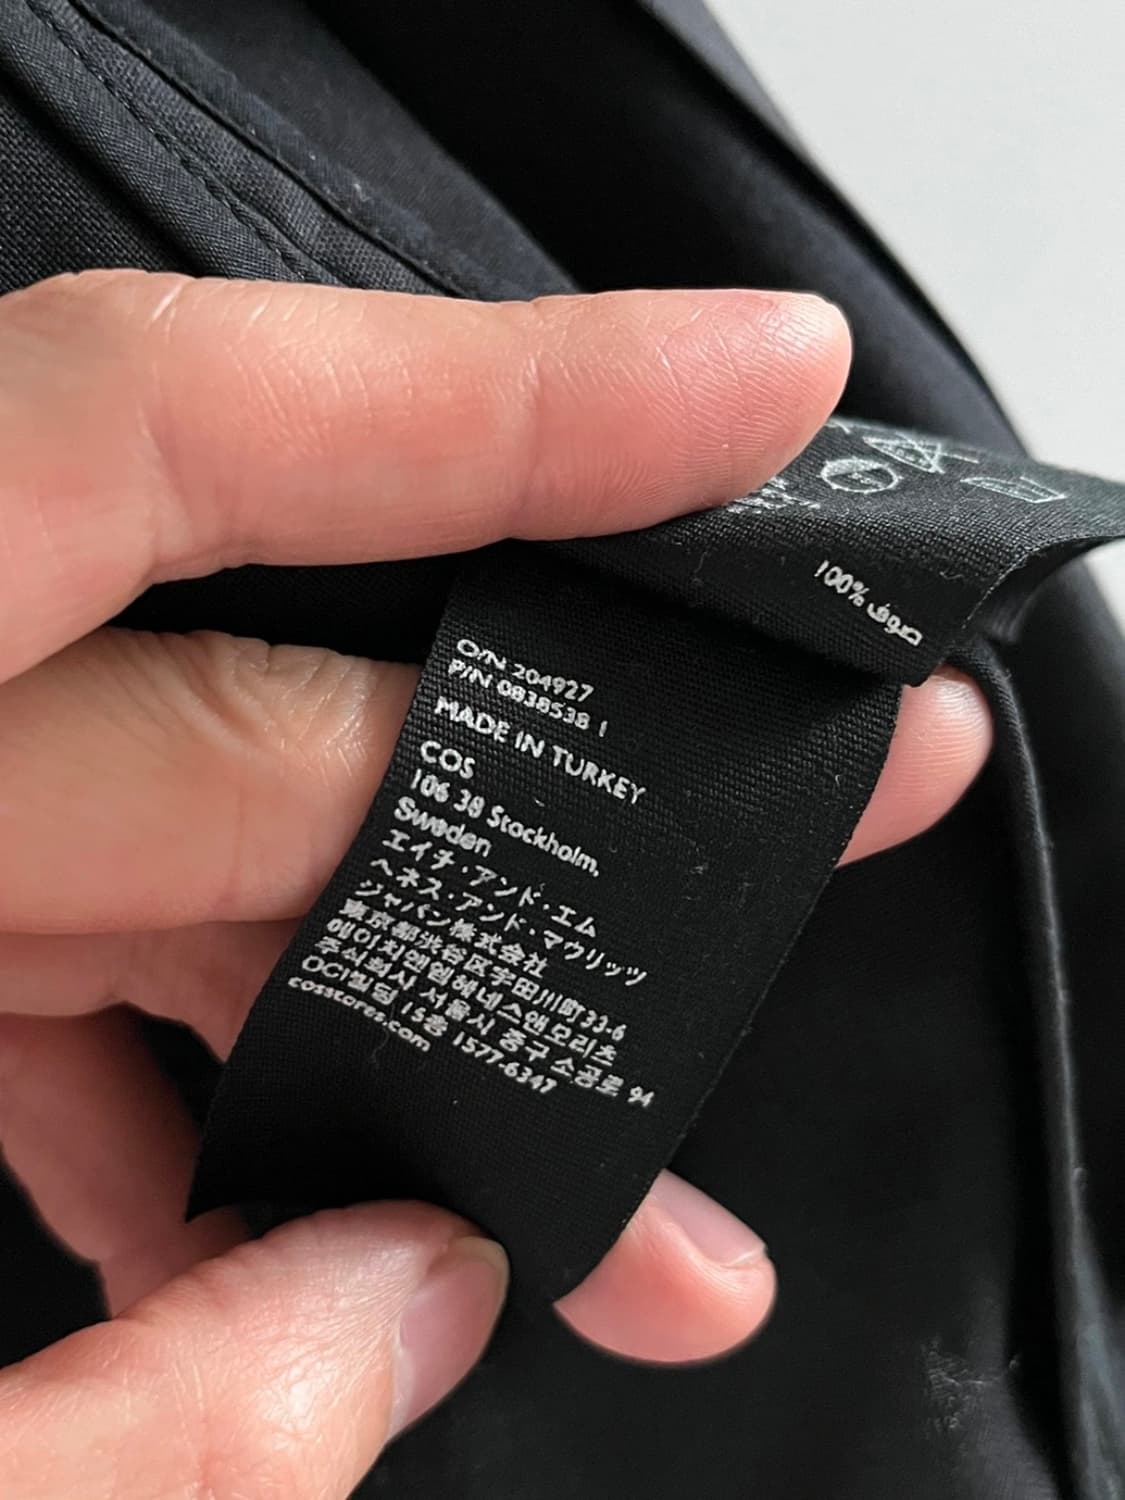 100% صوف
O/N 204927
P/N 0838538 1
MADE IN TURKEY
COS
106 38 Stockholm,
Sweden
エイチ・アンド・エム
ヘネス・アンド・マウリッツ
ジャパン株式会社
東京都渋谷区宇田川町33-6
에이치앤엠헤네스앤모리츠
주식회사 서울시 중구 소공로 94
OCI빌딩 15층 1577-6347
cosstores.com